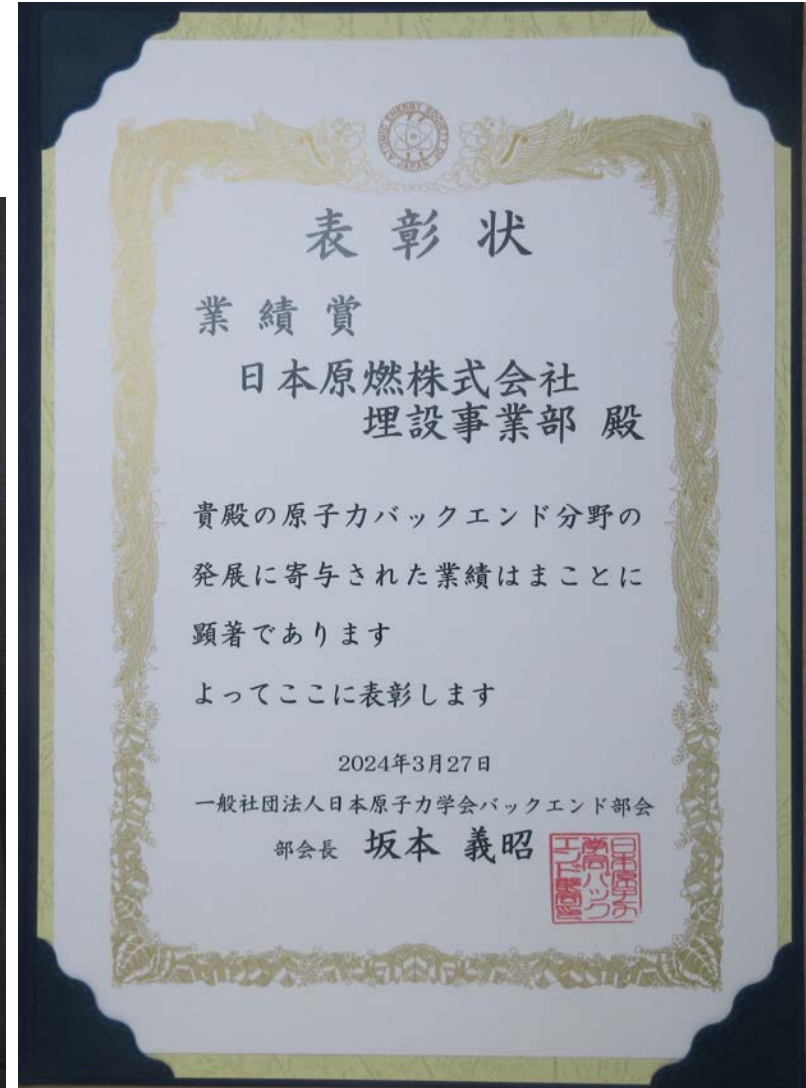 ATOMIC ENERGY SOCIETY OF JAPAN
表彰状
業績賞
日本原燃株式会社
埋設事業部 殿
貴殿の原子力バックエンド分野の
発展に寄与された業績はまことに
顕著であります
よってここに表彰します
2024年3月27日
一般社団法人日本原子力学会バックエンド部会
部会長 坂本 義昭